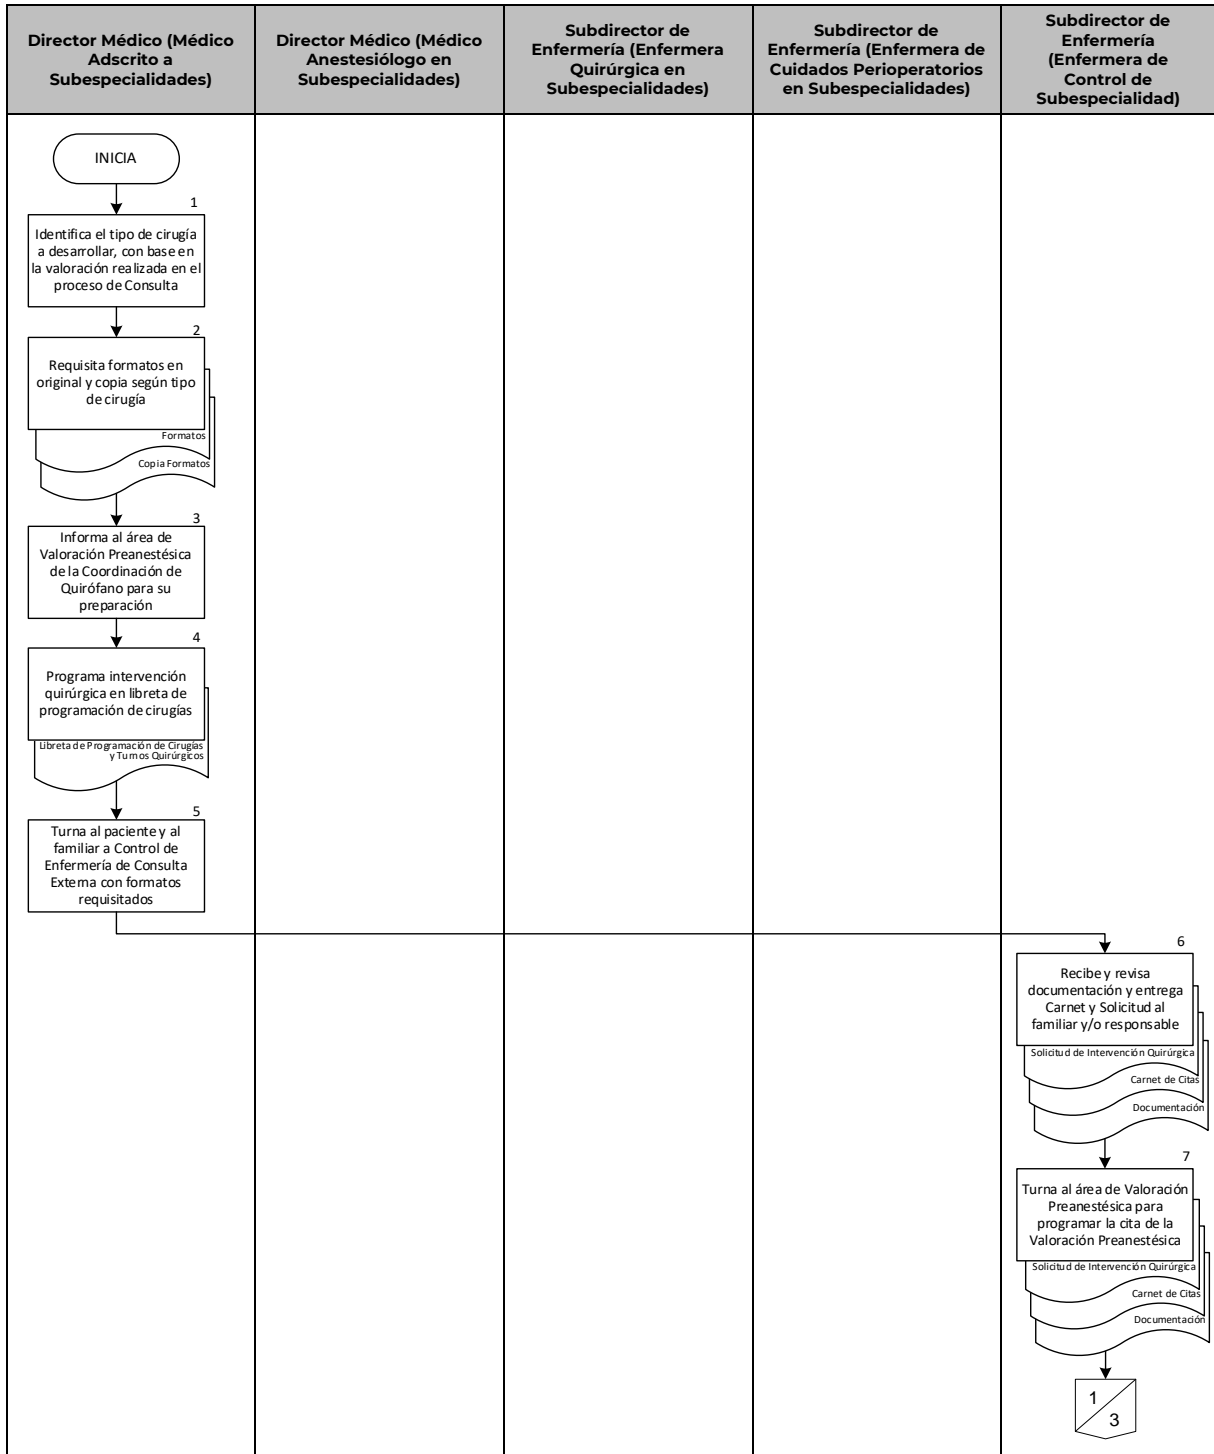 Director Médico (Médico
Adscrito a
Subespecialidades)
Director Médico (Médico
Anestesiólogo en
Subespecialidades)
Subdirector de
Enfermería (Enfermera
Quirúrgica en
Subespecialidades)
Subdirector de
Enfermería (Enfermera de
Cuidados Perioperatorios
en Subespecialidades)
Subdirector de
Enfermería
(Enfermera de
Control de
Subespecialidad)
INICIA
1
Identifica el tipo de cirugía
a desarrollar, con base en
la valoración realizada en el
proceso de Consulta
2
Requisita formatos en
original y copia según tipo
de cirugía
Formatos
Copia Formatos
3
Informa al área de
Valoración Preanestésica
de la Coordinación de
Quirófano para su
preparación
4
Programa intervención
quirúrgica en libreta de
programación de cirugías
Libreta de Programación de Cirugías
y Turnos Quirúrgicos
5
Turna al paciente y al
familiar a Control de
Enfermería de Consulta
Externa con formatos
requisitados
6
Recibe y revisa
documentación y entrega
Carnet y Solicitud al
familiar y/o responsable
Solicitud de Intervención Quirúrgica
Carnet de Citas
Documentación
7
Turna al área de Valoración
Preanestésica para
programar la cita de la
Valoración Preanestésica
Solicitud de Intervención Quirúrgica
Carnet de Citas
Documentación
1
3